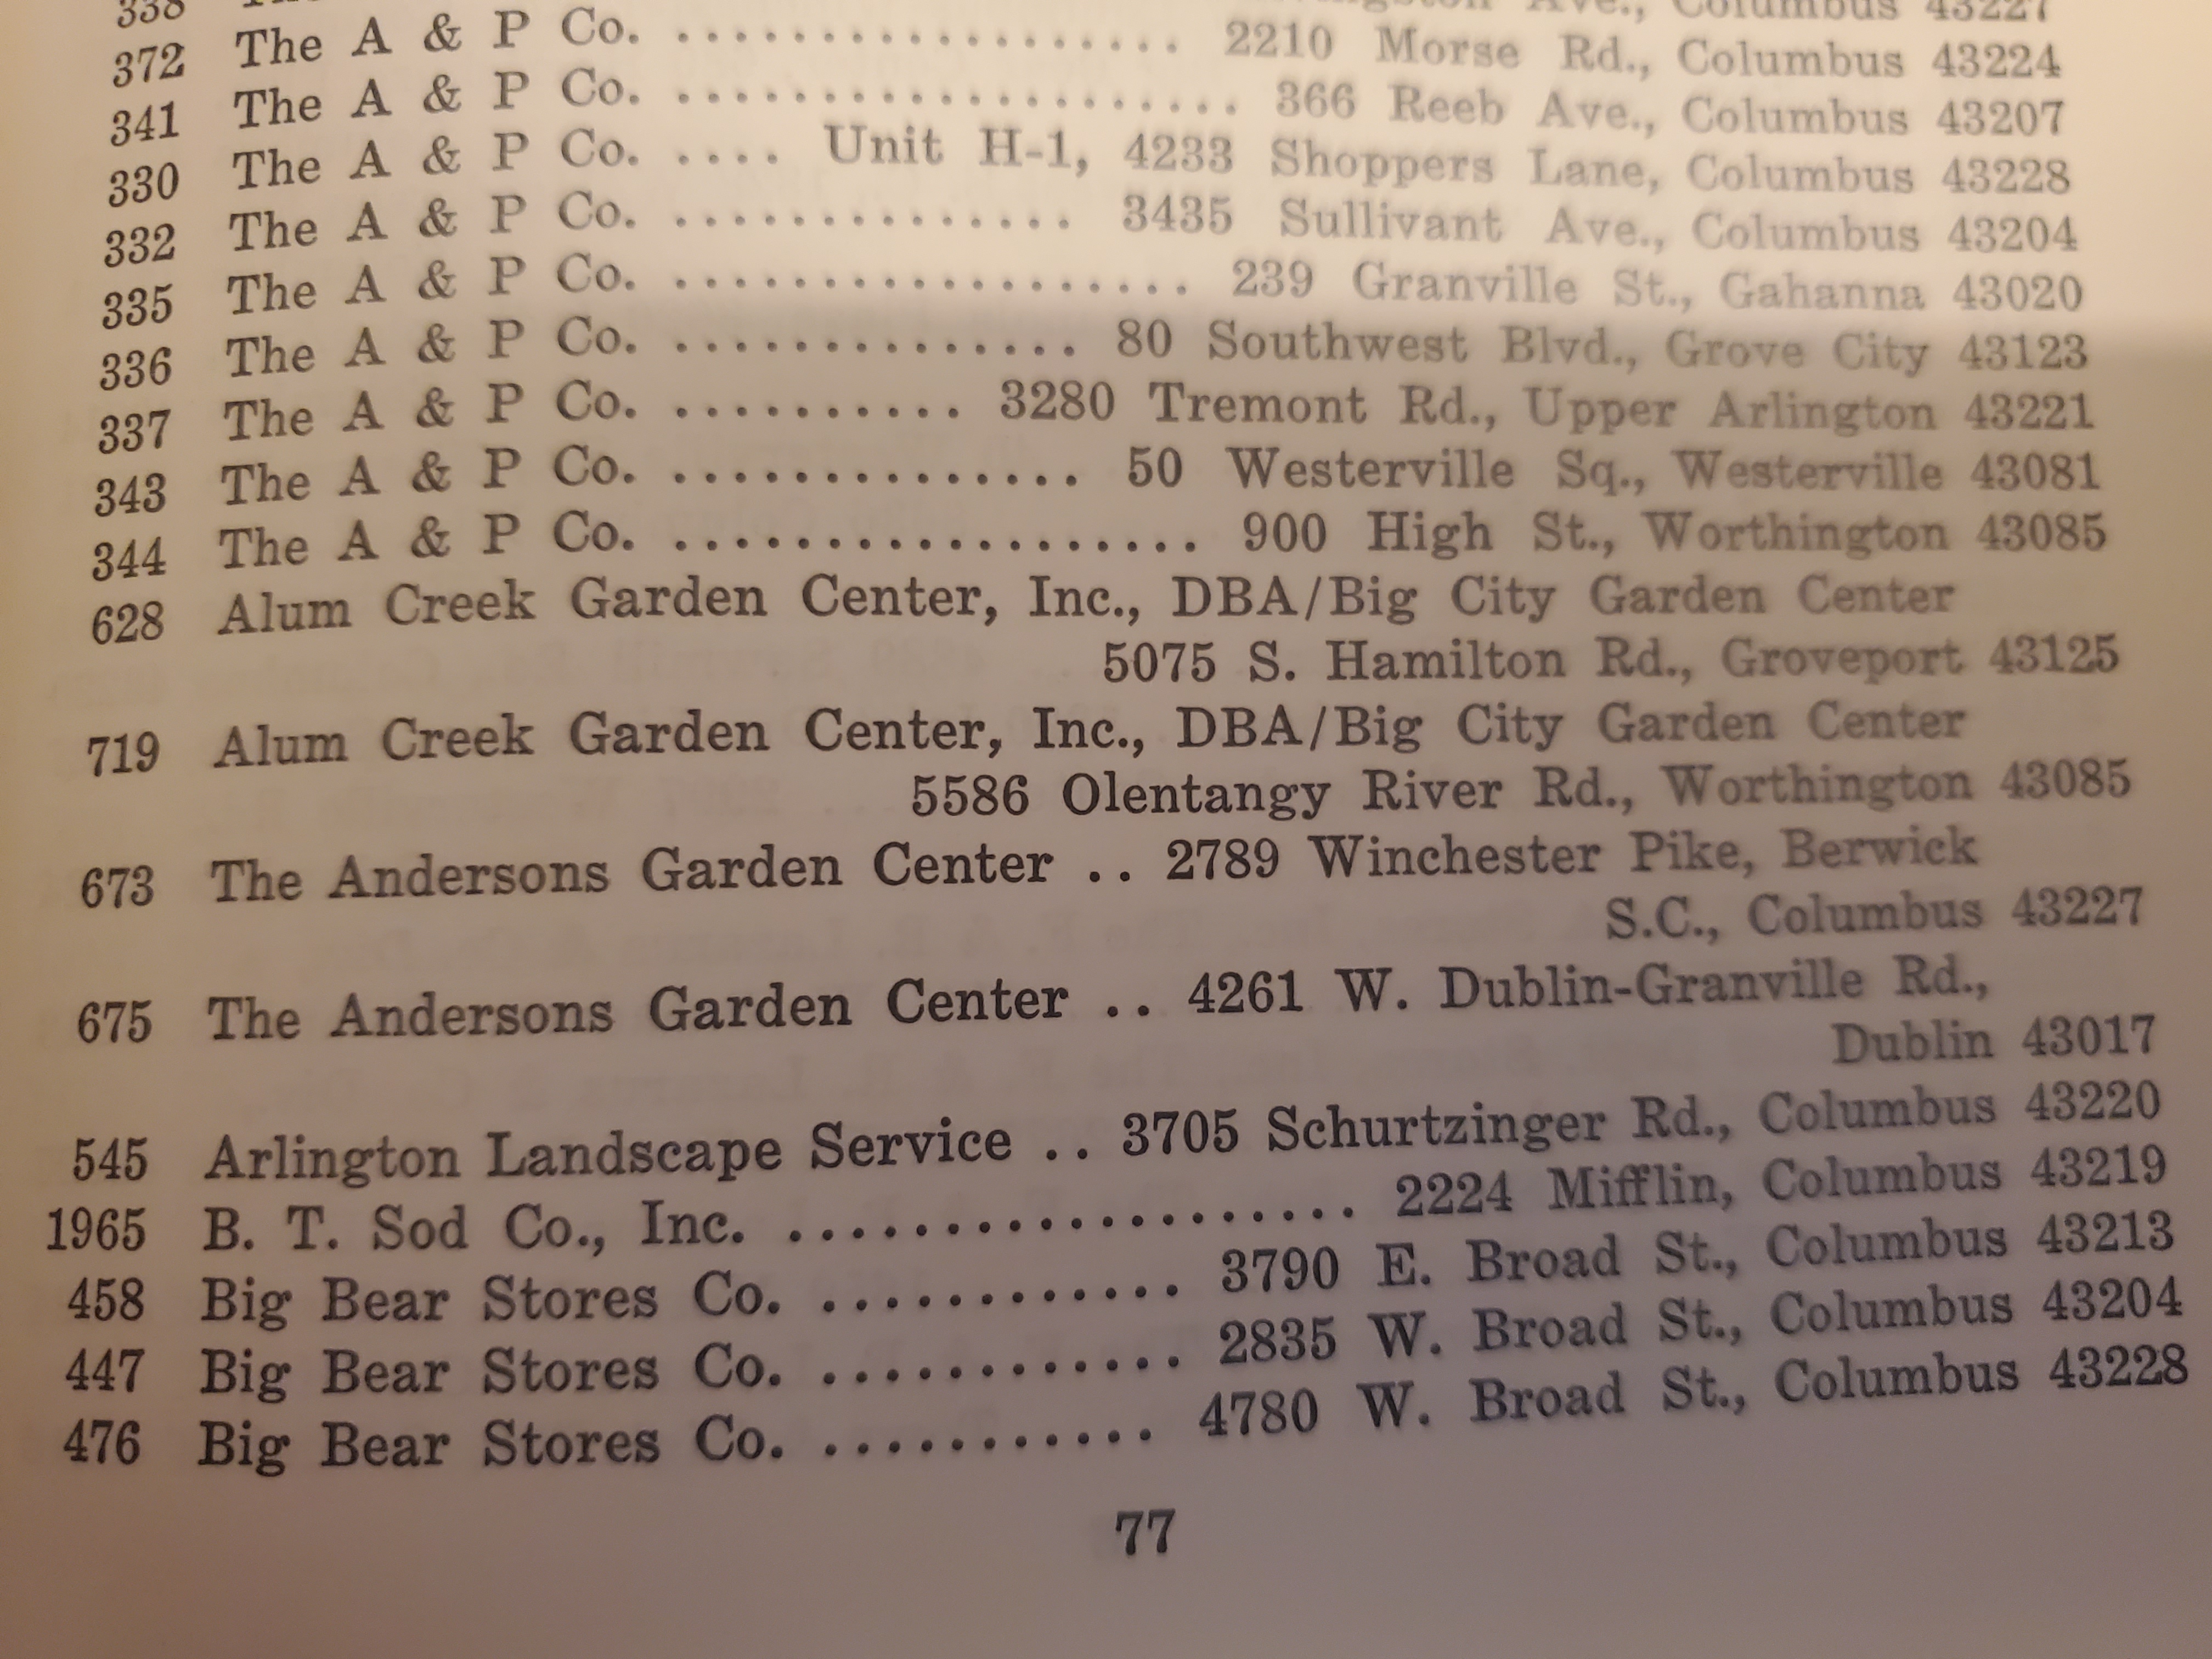 338 The Ave., Columbus 43227
372 The A & P Co. .................. 2210 Morse Rd., Columbus 43224
341 The A & P Co. .................... 366 Reeb Ave., Columbus 43207
330 The A & P Co. .... Unit H-1, 4233 Shoppers Lane, Columbus 43228
332 The A & P Co. .............. 3435 Sullivant Ave., Columbus 43204
335 The A & P Co. .................. 239 Granville St., Gahanna 43020
336 The A & P Co. .............. 80 Southwest Blvd., Grove City 43123
337 The A & P Co. .......... 3280 Tremont Rd., Upper Arlington 43221
343 The A & P Co. .............. 50 Westerville Sq., Westerville 43081
344 The A & P Co. .................. 900 High St., Worthington 43085
628 Alum Creek Garden Center, Inc., DBA/Big City Garden Center
5075 S. Hamilton Rd., Groveport 43125
719 Alum Creek Garden Center, Inc., DBA/Big City Garden Center
5586 Olentangy River Rd., Worthington 43085
673 The Andersons Garden Center .. 2789 Winchester Pike, Berwick
S.C., Columbus 43227
675 The Andersons Garden Center .. 4261 W. Dublin-Granville Rd.,
Dublin 43017
545 Arlington Landscape Service .. 3705 Schurtzinger Rd., Columbus 43220
1965 B. T. Sod Co., Inc. .................... 2224 Mifflin, Columbus 43219
458 Big Bear Stores Co. ............. 3790 E. Broad St., Columbus 43213
447 Big Bear Stores Co. ............. 2835 W. Broad St., Columbus 43204
476 Big Bear Stores Co. ............ 4780 W. Broad St., Columbus 43228
77